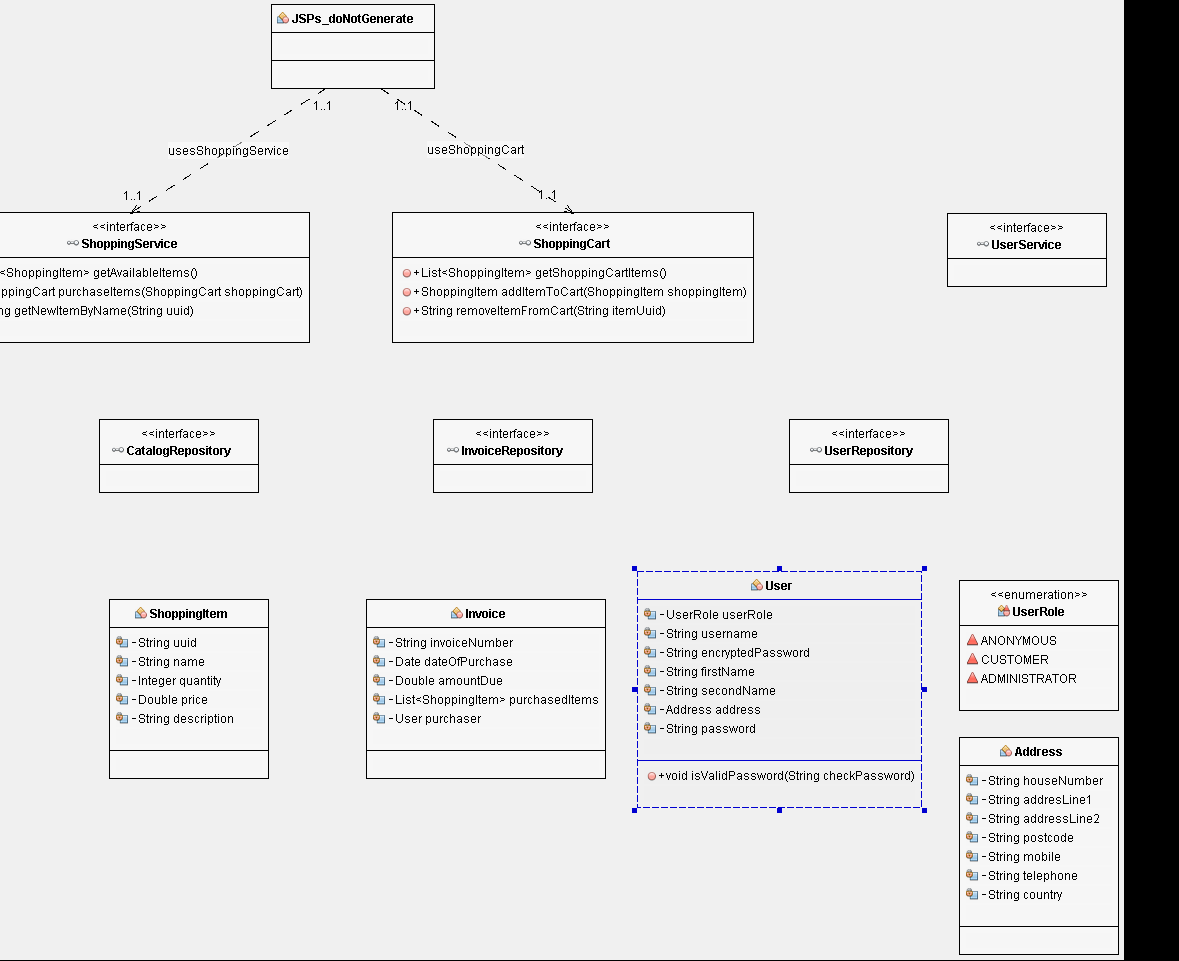 JSPs_doNotGenerate
1..1
1..1
usesShoppingService
useShoppingCart
1..1
1..1
<<interface>>
ShoppingService
<ShoppingItem> getAvailableItems()
ppingCart purchaseItems(ShoppingCart shoppingCart)
ng getNewItemByName(String uuid)
<<interface>>
ShoppingCart
+List<ShoppingItem> getShoppingCartItems()
+ShoppingItem addItemToCart(ShoppingItem shoppingItem)
+String removeItemFromCart(String itemUuid)
<<interface>>
UserService
<<interface>>
CatalogRepository
<<interface>>
InvoiceRepository
<<interface>>
UserRepository
ShoppingItem
-String uuid
-String name
-Integer quantity
-Double price
-String description
Invoice
-String invoiceNumber
-Date dateOfPurchase
-Double amountDue
-List<ShoppingItem> purchasedItems
-User purchaser
User
-UserRole userRole
-String username
-String encryptedPassword
-String firstName
-String secondName
-Address address
-String password
+void isValidPassword(String checkPassword)
<<enumeration>>
UserRole
ANONYMOUS
CUSTOMER
ADMINISTRATOR
Address
-String houseNumber
-String addresLine1
-String addressLine2
-String postcode
-String mobile
-String telephone
-String country